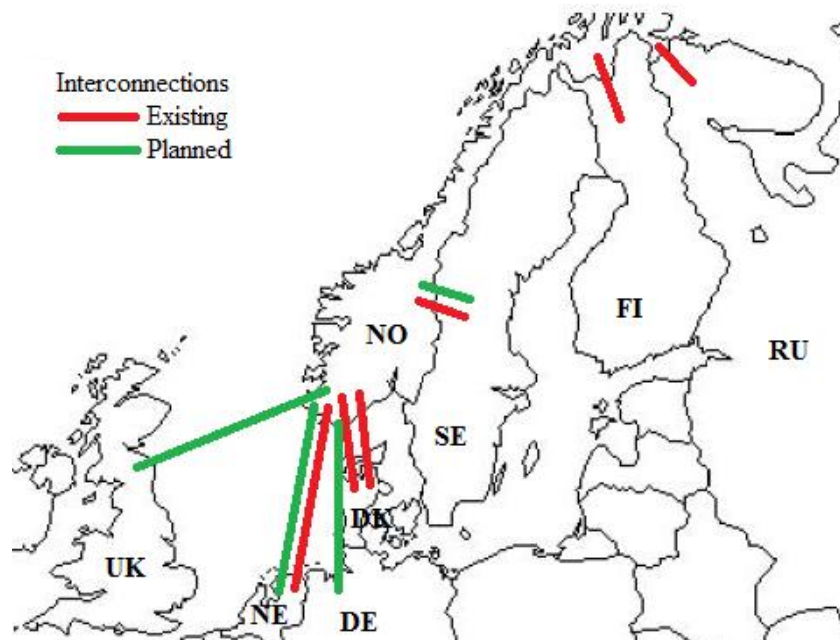 Interconnections
Existing
Planned
FI
NO
RU
SE
DK
UK
NE
DE